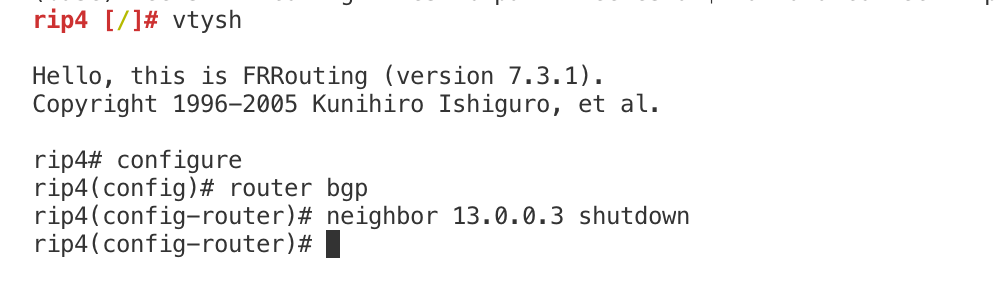 rip4 [/]# vtysh
Hello, this is FRRouting (version 7.3.1).
Copyright 1996-2005 Kunihiro Ishiguro, et al.
rip4# configure
rip4(config)# router bgp
rip4(config-router)# neighbor 13.0.0.3 shutdown
rip4(config-router)#